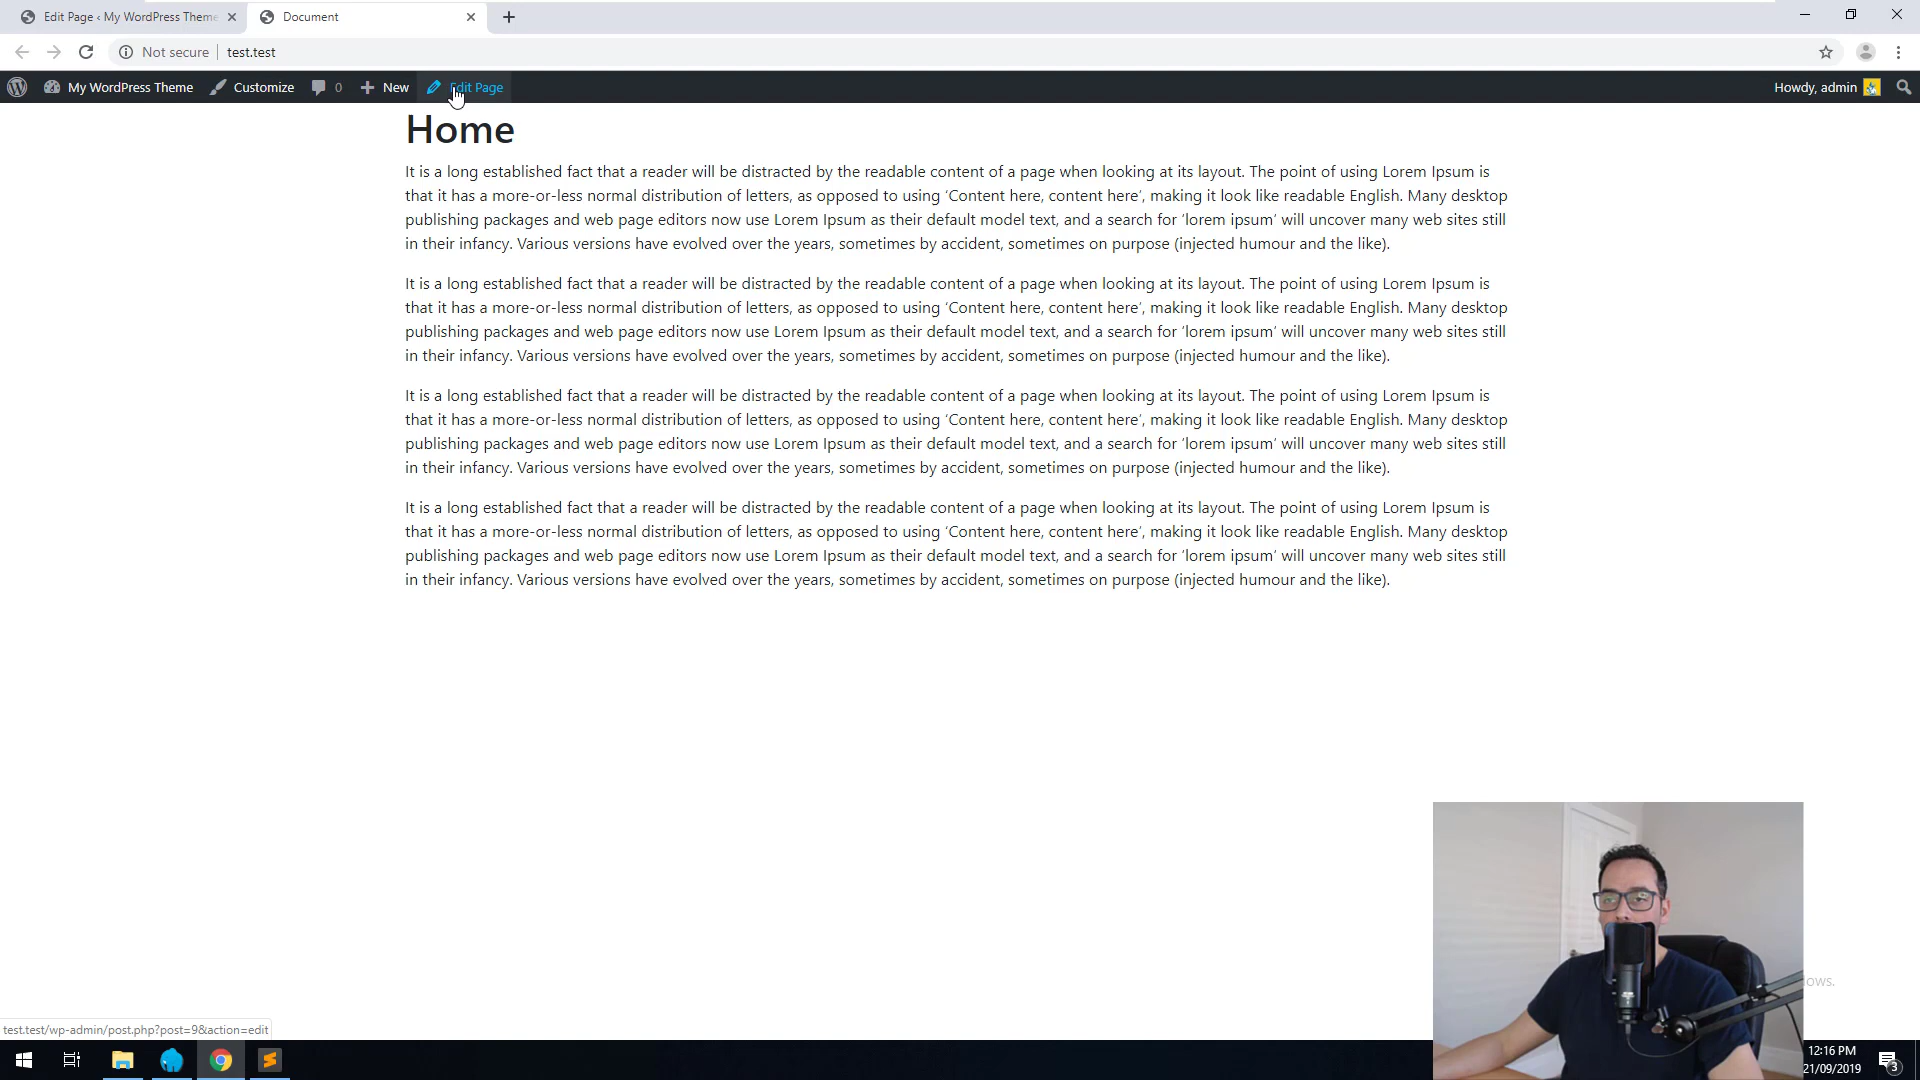 Edit Page ‹ My WordPress Theme
Document
Not secure
test.test
My WordPress Theme
Customize
0
New
Edit Page
Howdy, admin
Home
It is a long established fact that a reader will be distracted by the readable content of a page when looking at its layout. The point of using Lorem Ipsum is
that it has a more-or-less normal distribution of letters, as opposed to using ‘Content here, content here’, making it look like readable English. Many desktop
publishing packages and web page editors now use Lorem Ipsum as their default model text, and a search for ‘lorem ipsum’ will uncover many web sites still
in their infancy. Various versions have evolved over the years, sometimes by accident, sometimes on purpose (injected humour and the like).
It is a long established fact that a reader will be distracted by the readable content of a page when looking at its layout. The point of using Lorem Ipsum is
that it has a more-or-less normal distribution of letters, as opposed to using ‘Content here, content here’, making it look like readable English. Many desktop
publishing packages and web page editors now use Lorem Ipsum as their default model text, and a search for ‘lorem ipsum’ will uncover many web sites still
in their infancy. Various versions have evolved over the years, sometimes by accident, sometimes on purpose (injected humour and the like).
It is a long established fact that a reader will be distracted by the readable content of a page when looking at its layout. The point of using Lorem Ipsum is
that it has a more-or-less normal distribution of letters, as opposed to using ‘Content here, content here’, making it look like readable English. Many desktop
publishing packages and web page editors now use Lorem Ipsum as their default model text, and a search for ‘lorem ipsum’ will uncover many web sites still
in their infancy. Various versions have evolved over the years, sometimes by accident, sometimes on purpose (injected humour and the like).
It is a long established fact that a reader will be distracted by the readable content of a page when looking at its layout. The point of using Lorem Ipsum is
that it has a more-or-less normal distribution of letters, as opposed to using ‘Content here, content here’, making it look like readable English. Many desktop
publishing packages and web page editors now use Lorem Ipsum as their default model text, and a search for ‘lorem ipsum’ will uncover many web sites still
in their infancy. Various versions have evolved over the years, sometimes by accident, sometimes on purpose (injected humour and the like).
ows.
test.test/wp-admin/post.php?post=9&action=edit
12:16 PM
21/09/2019
3